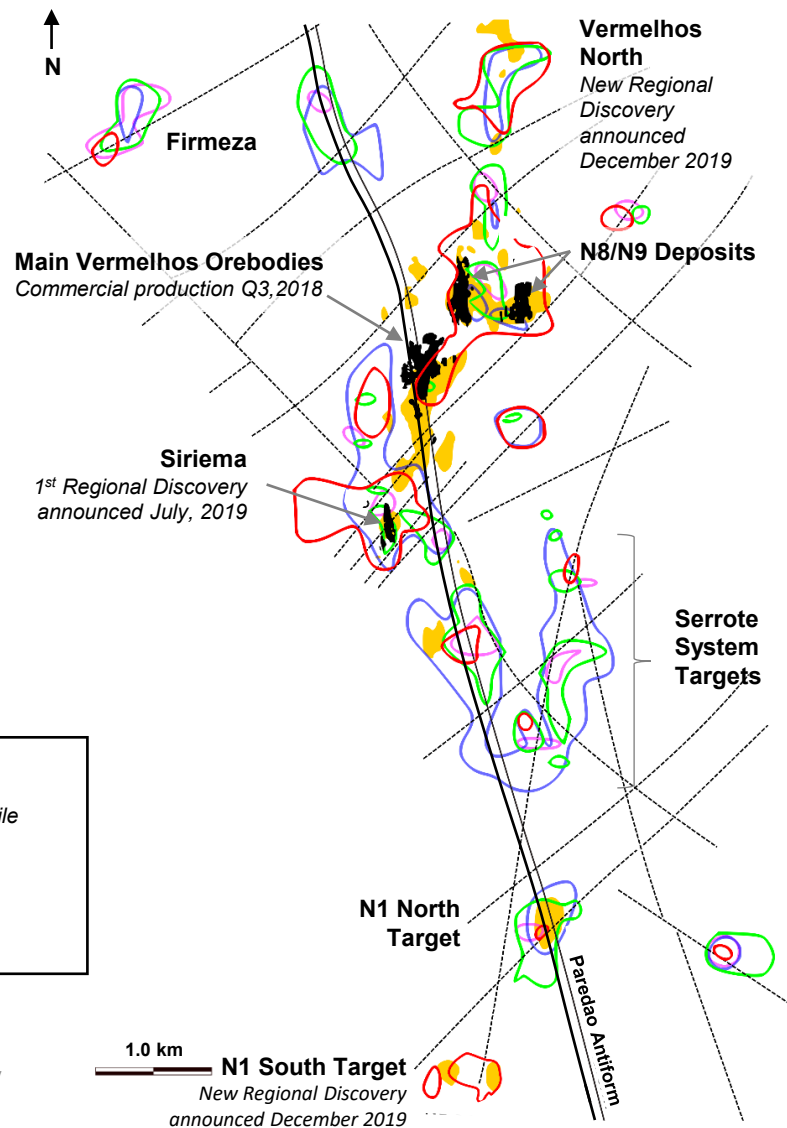 N
Vermelhos
North
New Regional
Discovery
announced
December 2019
Firmeza
Main Vermelhos Orebodies
Commercial production Q3,2018
N8/N9 Deposits
Siriema
1st Regional Discovery
announced July, 2019
Serrote
System
Targets
N1 North
Target
Paredao Antiform
1.0 km
N1 South Target
New Regional Discovery
announced December 2019